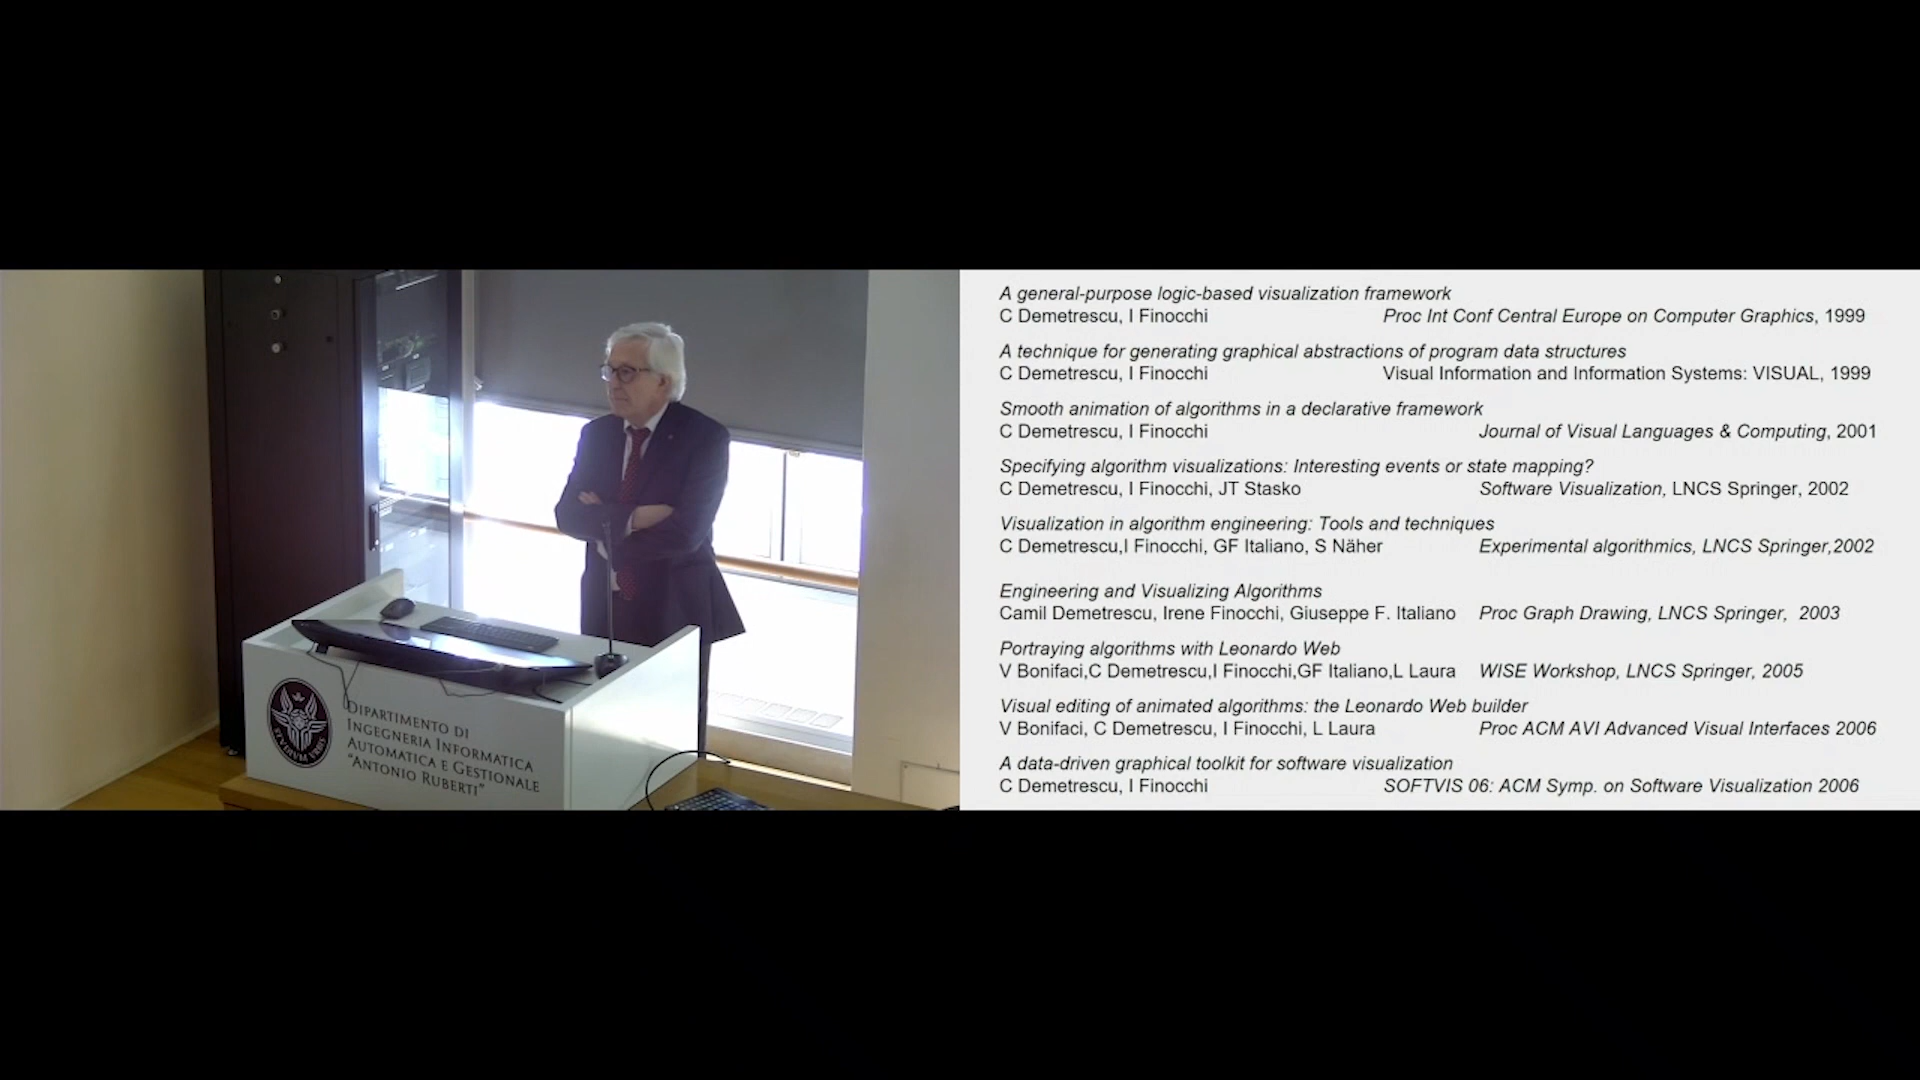 DIPARTIMENTO DI
INGEGNERIA INFORMATICA
AUTOMATICA E GESTIONALE
“ANTONIO RUBERTI”
STVDIVM VRBIS
A general-purpose logic-based visualization framework
C Demetrescu, I Finocchi Proc Int Conf Central Europe on Computer Graphics, 1999
A technique for generating graphical abstractions of program data structures
C Demetrescu, I Finocchi Visual Information and Information Systems: VISUAL, 1999
Smooth animation of algorithms in a declarative framework
C Demetrescu, I Finocchi Journal of Visual Languages & Computing, 2001
Specifying algorithm visualizations: Interesting events or state mapping?
C Demetrescu, I Finocchi, JT Stasko Software Visualization, LNCS Springer, 2002
Visualization in algorithm engineering: Tools and techniques
C Demetrescu,I Finocchi, GF Italiano, S Näher Experimental algorithmics, LNCS Springer,2002
Engineering and Visualizing Algorithms
Camil Demetrescu, Irene Finocchi, Giuseppe F. Italiano Proc Graph Drawing, LNCS Springer, 2003
Portraying algorithms with Leonardo Web
V Bonifaci,C Demetrescu,I Finocchi,GF Italiano,L Laura WISE Workshop, LNCS Springer, 2005
Visual editing of animated algorithms: the Leonardo Web builder
V Bonifaci, C Demetrescu, I Finocchi, L Laura Proc ACM AVI Advanced Visual Interfaces 2006
A data-driven graphical toolkit for software visualization
C Demetrescu, I Finocchi SOFTVIS 06: ACM Symp. on Software Visualization 2006